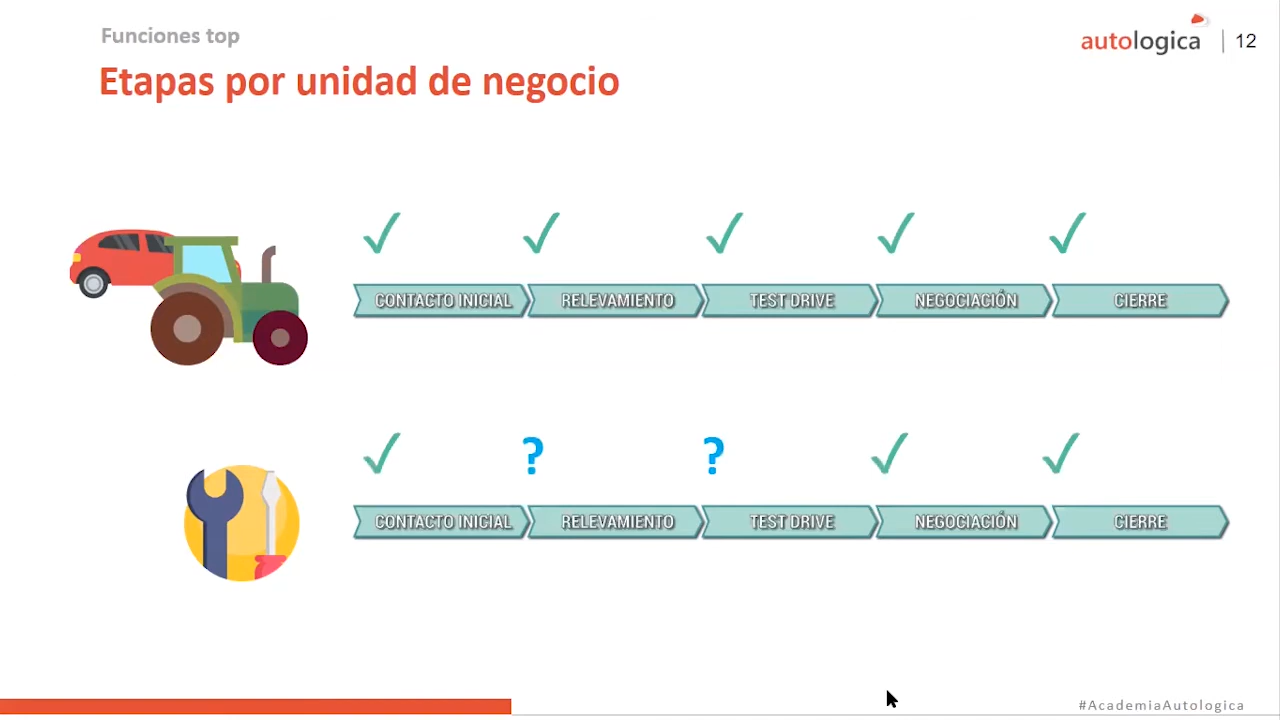 Funciones top
autologica | 12
Etapas por unidad de negocio
CONTACTO INICIAL RELEVAMIENTO TEST DRIVE NEGOCIACIÓN CIERRE
? ?
CONTACTO INICIAL RELEVAMIENTO TEST DRIVE NEGOCIACIÓN CIERRE
#AcademiaAutologica